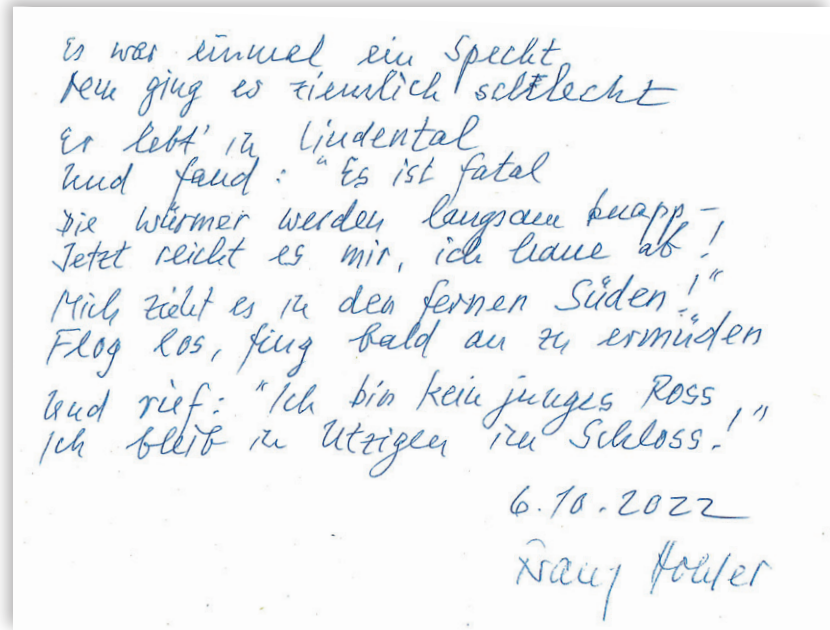 Es war einmal ein Specht
Dem ging es ziemlich schlecht
Er lebt' in Lindental
Und fand: "Es ist fatal
Die Würmer werden langsam knapp –
Jetzt reicht es mir, ich haue ab!
Mich zieht es in den fernen Süden!"
Flog los, fing bald an zu ermüden
Und rief: "Ich bin kein junges Ross
Ich bleib in Utzigen im Schloss!"
6.10.2022
Franz Hohler